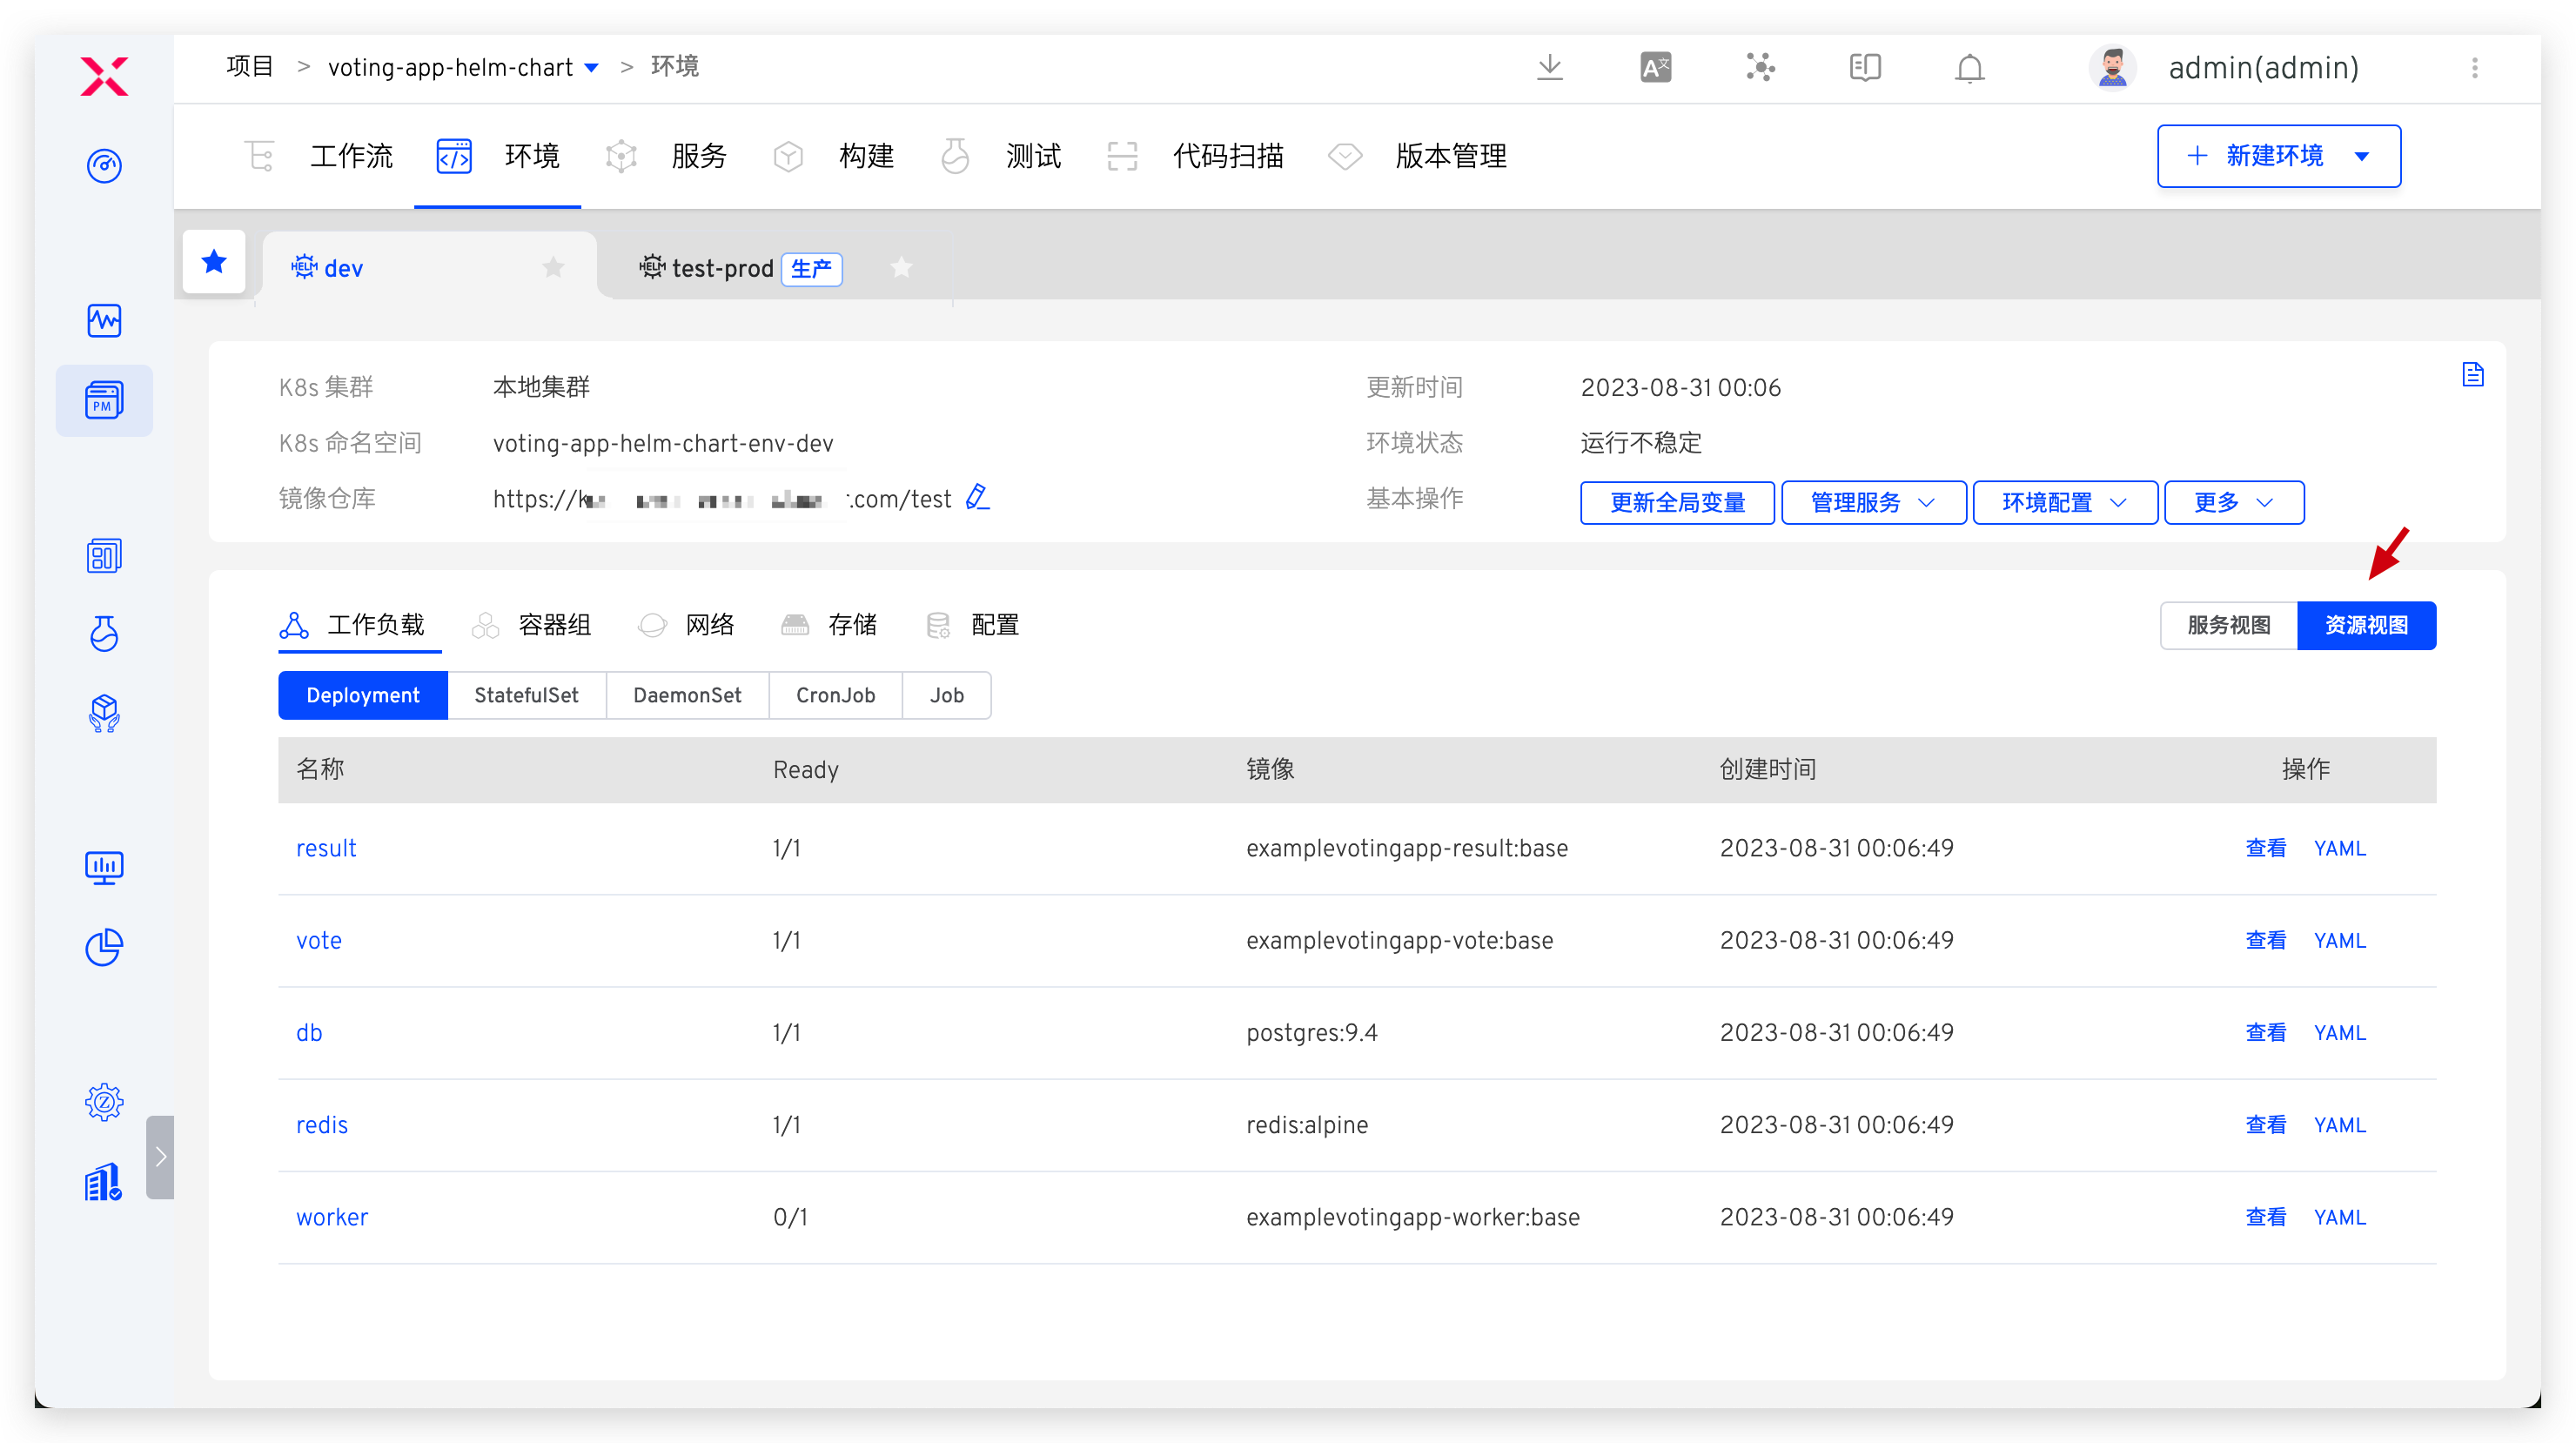 项目 > voting-app-helm-chart > 环境
admin(admin)
工作流 环境 服务 构建 测试 代码扫描 版本管理
新建环境
HELM dev
HELM test-prod 生产
PM
K8s 集群 本地集群
更新时间 2023-08-31 00:06
K8s 命名空间 voting-app-helm-chart-env-dev
环境状态 运行不稳定
镜像仓库 https:// .com/test
基本操作 更新全局变量 管理服务 环境配置 更多
工作负载 容器组 网络 存储 配置
服务视图 资源视图
Deployment StatefulSet DaemonSet CronJob Job
名称 Ready 镜像 创建时间 操作
result 1/1 examplevotingapp-result:base 2023-08-31 00:06:49 查看 YAML
vote 1/1 examplevotingapp-vote:base 2023-08-31 00:06:49 查看 YAML
db 1/1 postgres:9.4 2023-08-31 00:06:49 查看 YAML
redis 1/1 redis:alpine 2023-08-31 00:06:49 查看 YAML
worker 0/1 examplevotingapp-worker:base 2023-08-31 00:06:49 查看 YAML